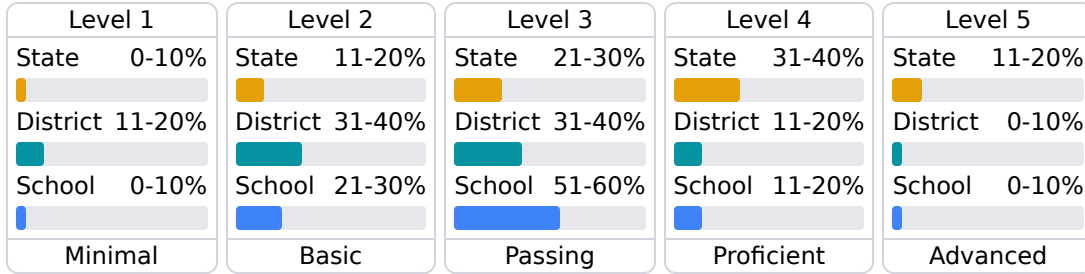 Level 1
State 0-10%
District 11-20%
School 0-10%
Minimal
Level 2
State 11-20%
District 31-40%
School 21-30%
Basic
Level 3
State 21-30%
District 31-40%
School 51-60%
Passing
Level 4
State 31-40%
District 11-20%
School 11-20%
Proficient
Level 5
State 11-20%
District 0-10%
School 0-10%
Advanced